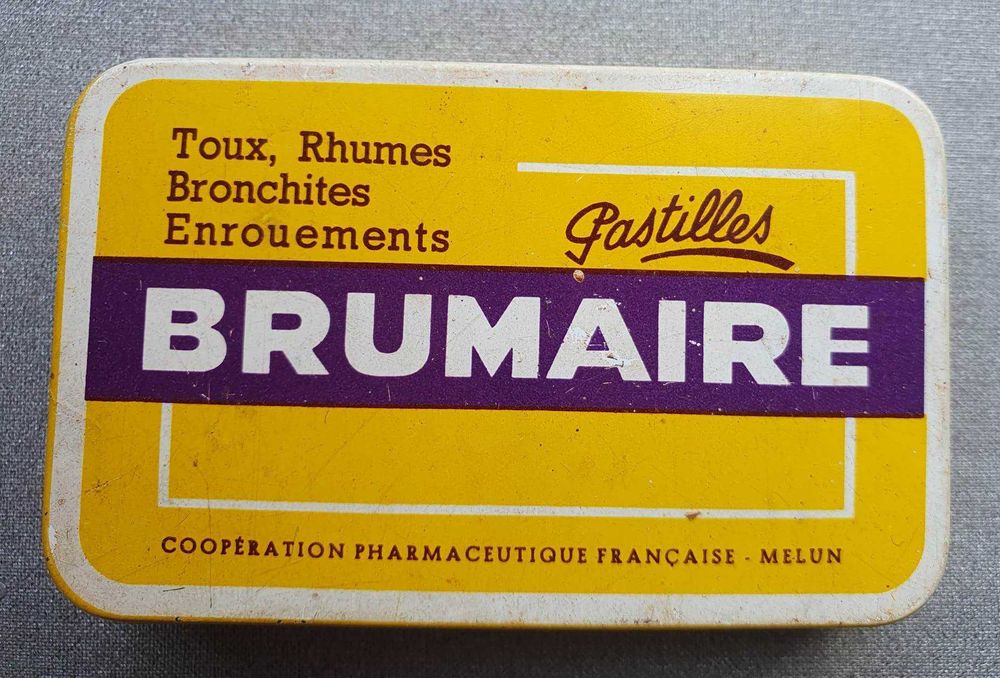 Toux, Rhumes
Bronchites
Enrouements
Pastilles
BRUMAIRE
COOPÉRATION PHARMACEUTIQUE FRANÇAISE - MELUN